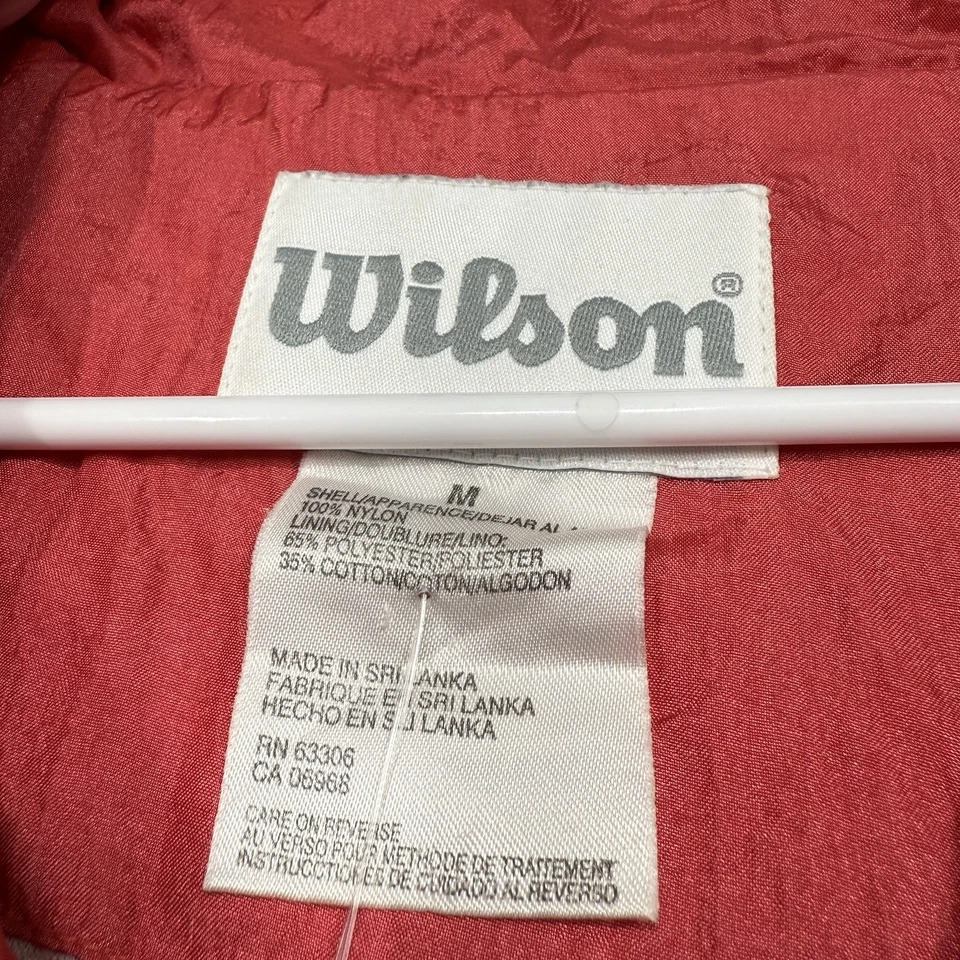 Wilson®
M
SHELL/APPARENCE/DEJAR AL
100% NYLON
LINING/DOUBLURE/LINO:
65% POLYESTER/POLIESTER
35% COTTON/COTON/ALGODON
MADE IN SRI LANKA
FABRIQUE EN SRI LANKA
HECHO EN SRI LANKA
RN 63306
CA 06968
CARE ON REVERSE
AU VERSO POUR METHODE DE TRAITEMENT
INSTRUCCTIONES DE CUIDADO AL REVERSO